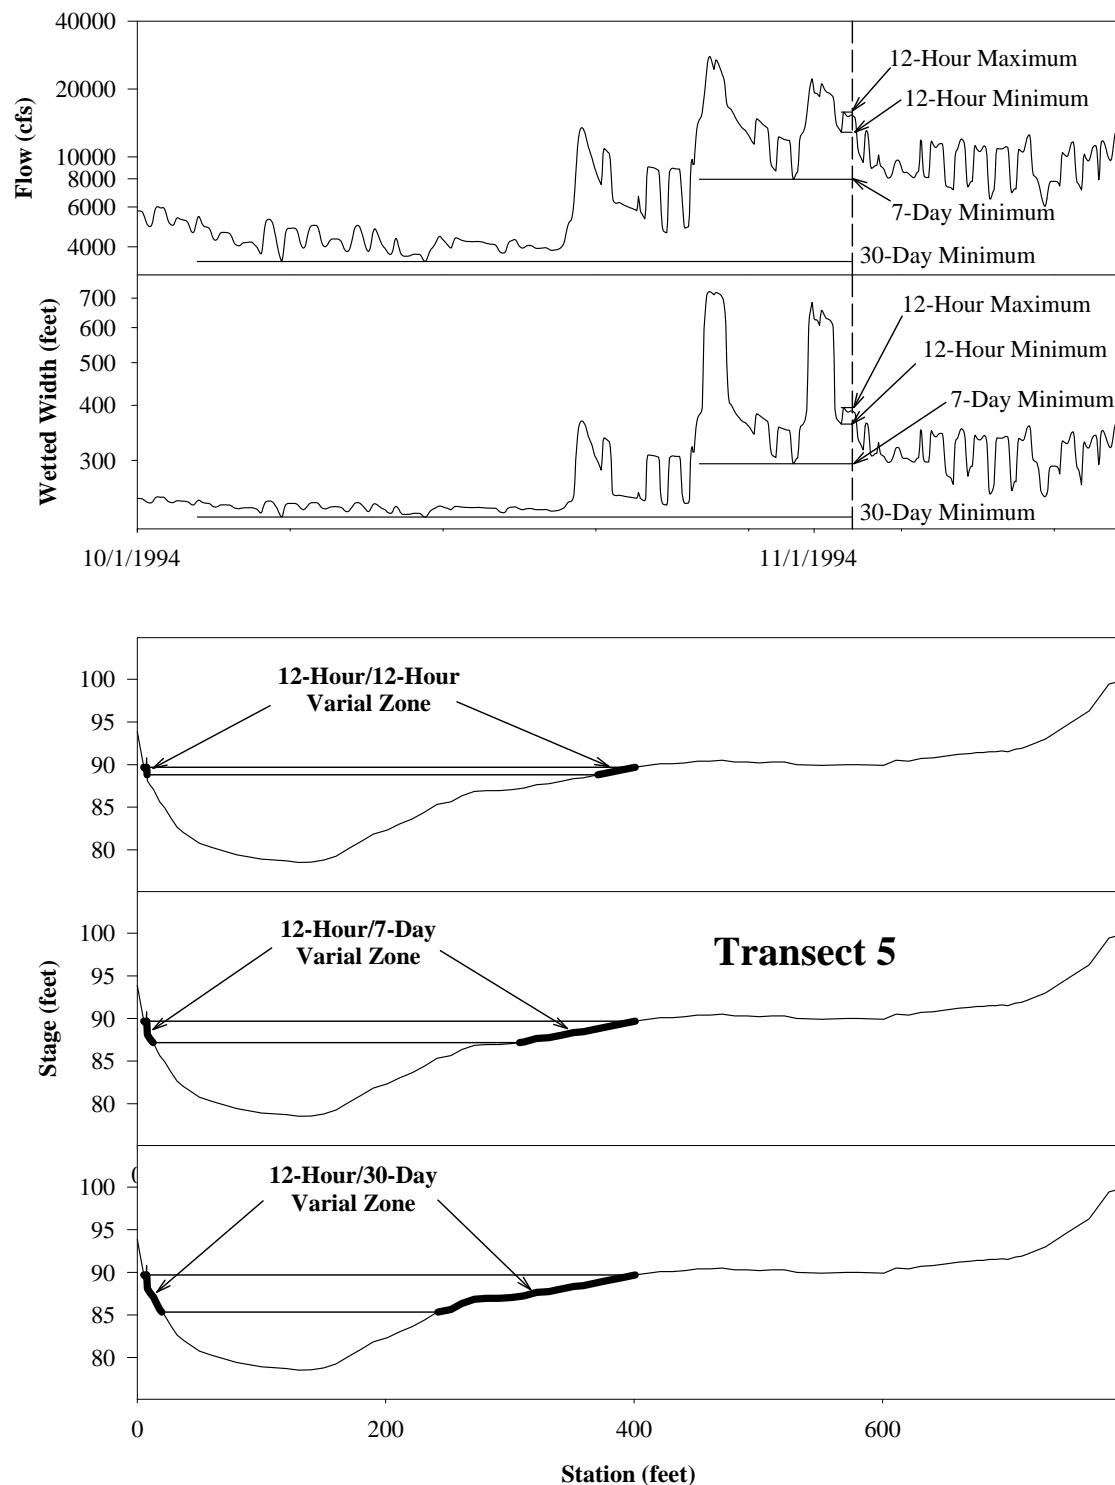 40000
20000
10000
8000
6000
4000
Flow (cfs)
12-Hour Maximum
12-Hour Minimum
7-Day Minimum
30-Day Minimum
700
600
500
400
300
Wetted Width (feet)
12-Hour Maximum
12-Hour Minimum
7-Day Minimum
30-Day Minimum
10/1/1994
11/1/1994
100
95
90
85
80
12-Hour/12-Hour
Varial Zone
100
95
90
85
80
Stage (feet)
12-Hour/7-Day
Varial Zone
Transect 5
100
95
90
85
80
12-Hour/30-Day
Varial Zone
0
200
400
600
Station (feet)